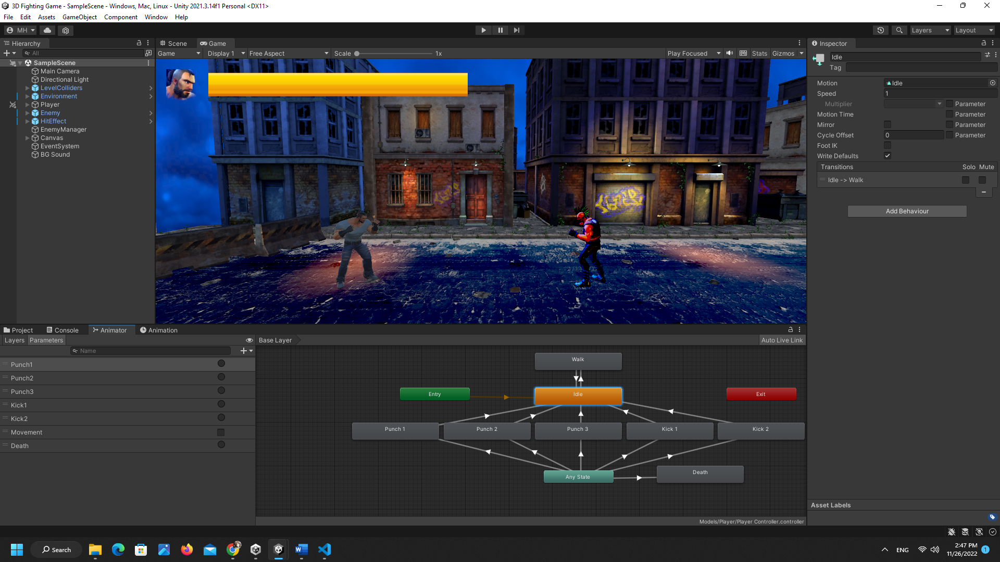 3D Fighting Game - SampleScene - Windows, Mac, Linux - Unity 2021.3.14f1 Personal <DX11>
File Edit Assets GameObject Component Window Help
MH Layers Layout
Hierarchy
All
SampleScene
Main Camera
Directional Light
LevelColliders
Environment
Player
Enemy
HitEffect
EnemyManager
Canvas
EventSystem
BG Sound
Scene Game
Game Display 1 Free Aspect Scale 1x Play Focused Stats Gizmos
Inspector
Idle
Tag
Motion Idle
Speed 1
Multiplier Parameter
Motion Time Parameter
Mirror Parameter
Cycle Offset 0 Parameter
Foot IK
Write Defaults
Transitions Solo Mute
Idle -> Walk
Add Behaviour
Asset Labels
Project Console Animator Animation
Layers Parameters Base Layer Auto Live Link
Name
Punch1
Punch2
Punch3
Kick1
Kick2
Movement
Death
Walk
Entry Idle Exit
Punch 1 Punch 2 Punch 3 Kick 1 Kick 2
Any State Death
Models/Player/Player Controller.controller
Search
ENG
2:47 PM
11/26/2022
1